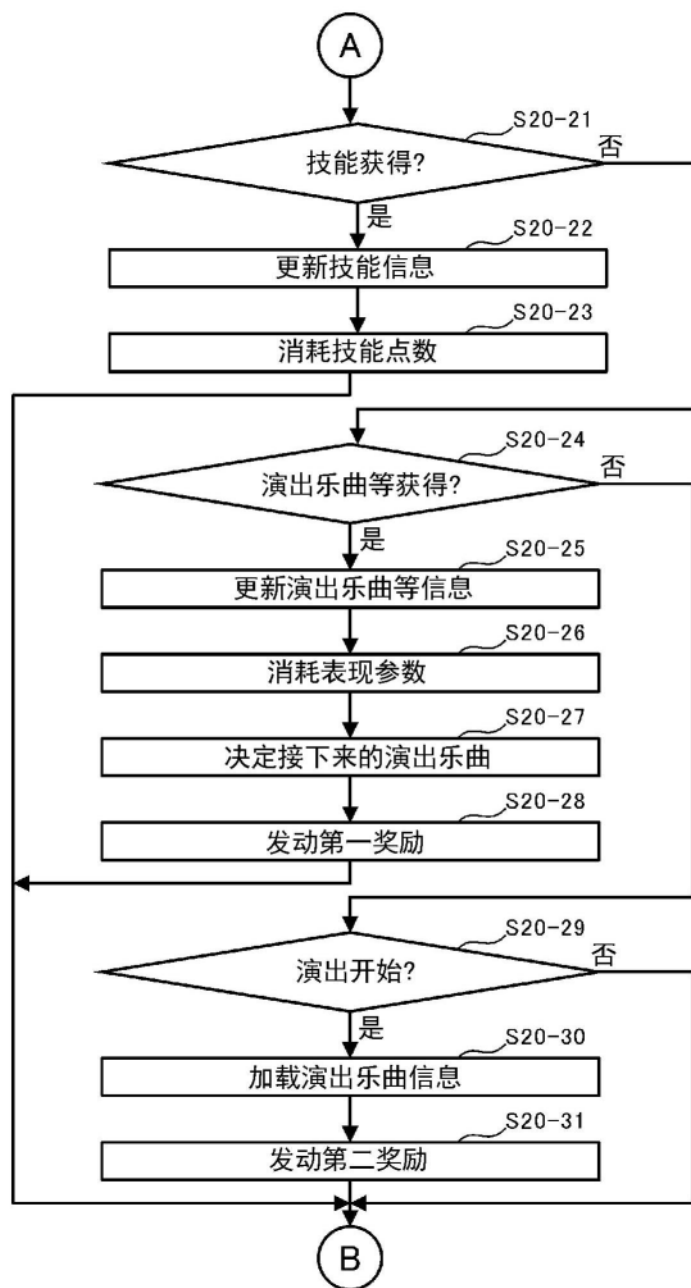 A
S20-21
技能获得?
否
是
S20-22
更新技能信息
S20-23
消耗技能点数
S20-24
演出乐曲等获得?
否
是
S20-25
更新演出乐曲等信息
S20-26
消耗表现参数
S20-27
决定接下来的演出乐曲
S20-28
发动第一奖励
S20-29
演出开始?
否
是
S20-30
加载演出乐曲信息
S20-31
发动第二奖励
B